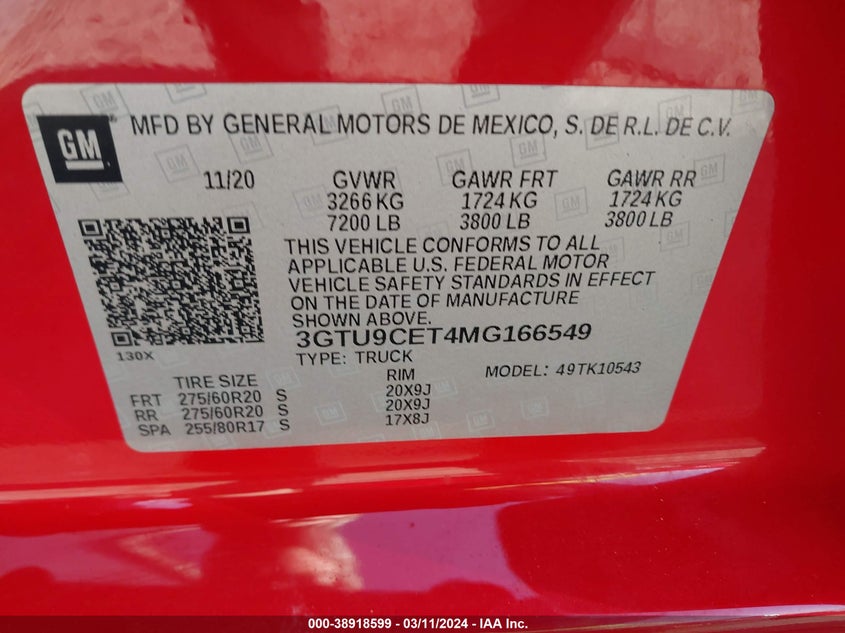 GM
MFD BY GENERAL MOTORS DE MEXICO, S. DE R.L. DE C.V.
11/20 GVWR GAWR FRT GAWR RR
3266 KG 1724 KG 1724 KG
7200 LB 3800 LB 3800 LB
THIS VEHICLE CONFORMS TO ALL
APPLICABLE U.S. FEDERAL MOTOR
VEHICLE SAFETY STANDARDS IN EFFECT
ON THE DATE OF MANUFACTURE
SHOWN ABOVE.
3GTU9CET4MG166549
130X
TYPE: TRUCK
MODEL: 49TK10543
TIRE SIZE RIM
FRT 275/60R20 S 20X9J
RR 275/60R20 S 20X9J
SPA 255/80R17 S 17X8J
000-38918599 - 03/11/2024 - IAA Inc.